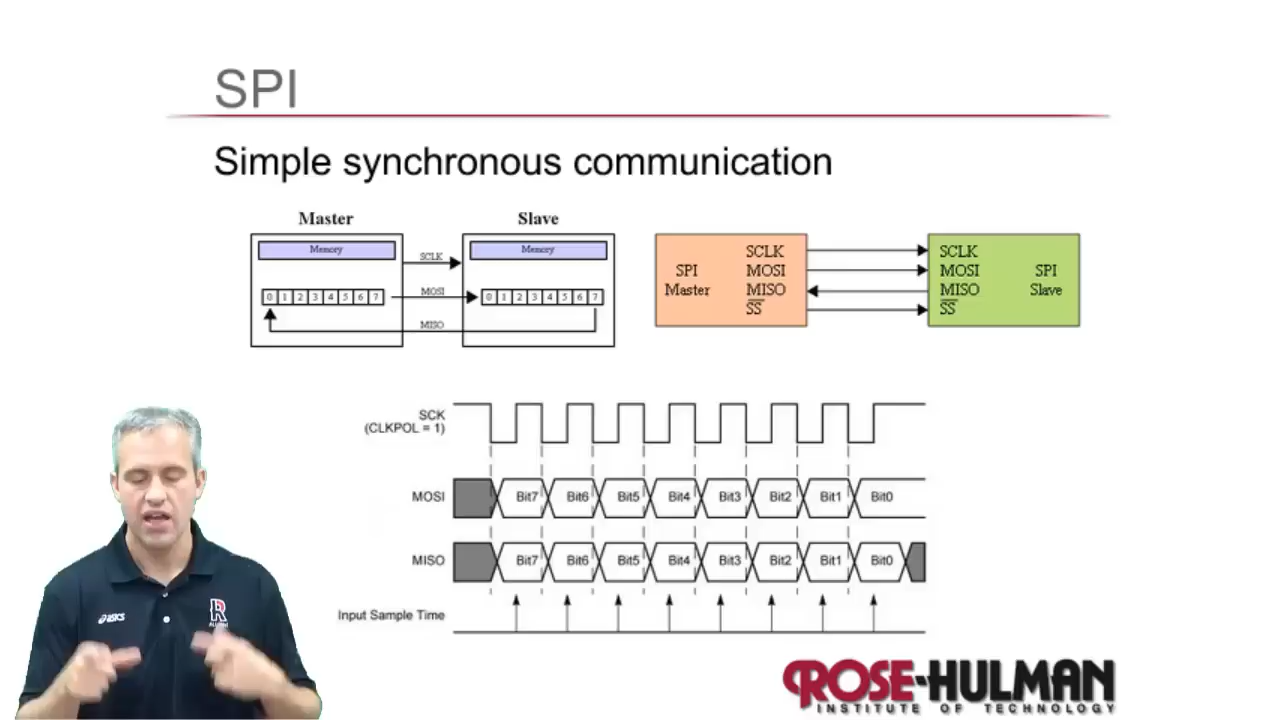 SPI
Simple synchronous communication
Master Slave
Memory SCLK Memory
0 1 2 3 4 5 6 7 MOSI 0 1 2 3 4 5 6 7
MISO
SCLK SCLK
SPI MOSI MOSI SPI
Master MISO MISO Slave
SS SS
SCK
(CLKPOL = 1)
MOSI Bit7 Bit6 Bit5 Bit4 Bit3 Bit2 Bit1 Bit0
MISO Bit7 Bit6 Bit5 Bit4 Bit3 Bit2 Bit1 Bit0
Input Sample Time
asics R
ROSE-HULMAN
INSTITUTE OF TECHNOLOGY